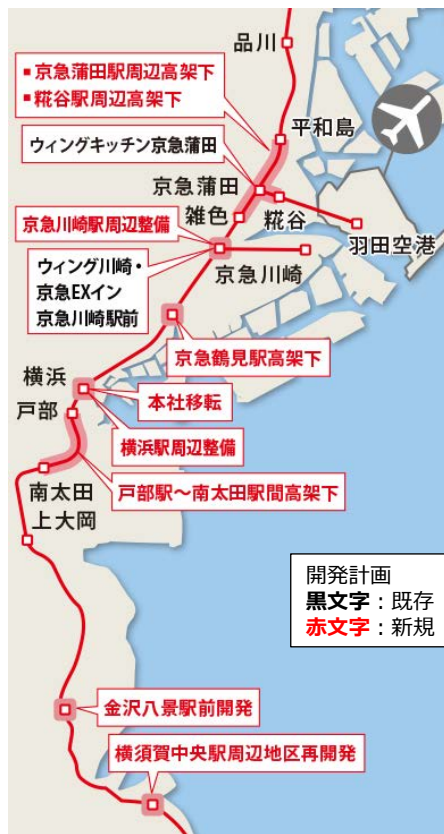 品川
■ 京急蒲田駅周辺高架下
■ 糀谷駅周辺高架下
平和島
ウィングキッチン京急蒲田
京急蒲田
雑色
糀谷
羽田空港
京急川崎駅周辺整備
ウィング川崎・
京急EXイン
京急川崎駅前
京急川崎
京急鶴見駅高架下
横浜
本社移転
戸部
横浜駅周辺整備
戸部駅～南太田駅間高架下
南太田
上大岡
開発計画
黒文字：既存
赤文字：新規
金沢八景駅前開発
横須賀中央駅周辺地区再開発